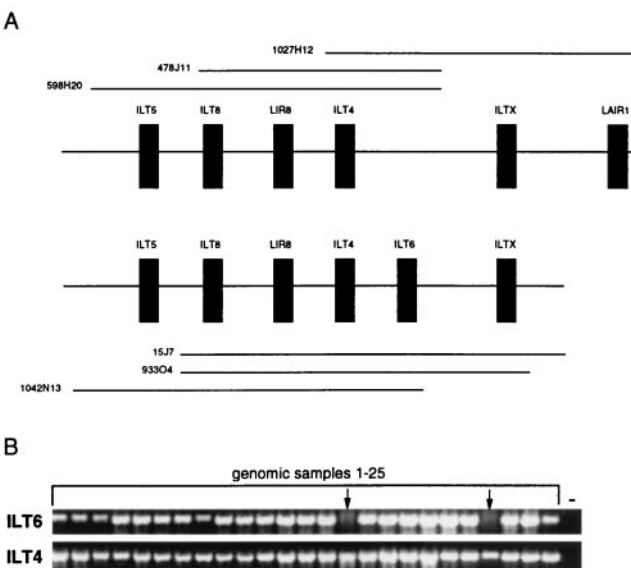 A
1027H12
478J11
598H20
ILT5 ILT8 LIR8 ILT4 ILTX LAIR1
ILT5 ILT8 LIR8 ILT4 ILT6 ILTX
15J7
933O4
1042N13
B
genomic samples 1-25 -
ILT6
ILT4